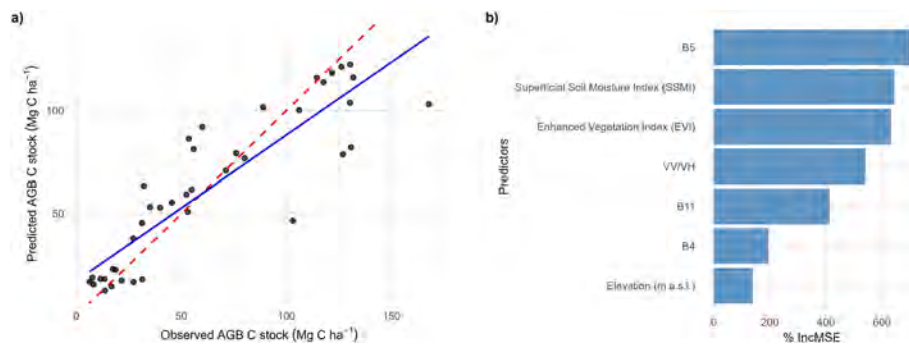 a)
Predicted AGB C stock (Mg C ha⁻¹)
100
50
0
50
100
150
Observed AGB C stock (Mg C ha⁻¹)
b)
Predictors
B5
Superficial Soil Moisture Index (SSMI)
Enhanced Vegetation Index (EVI)
VV/VH
B11
B4
Elevation (m a.s.l.)
0
200
400
600
% IncMSE